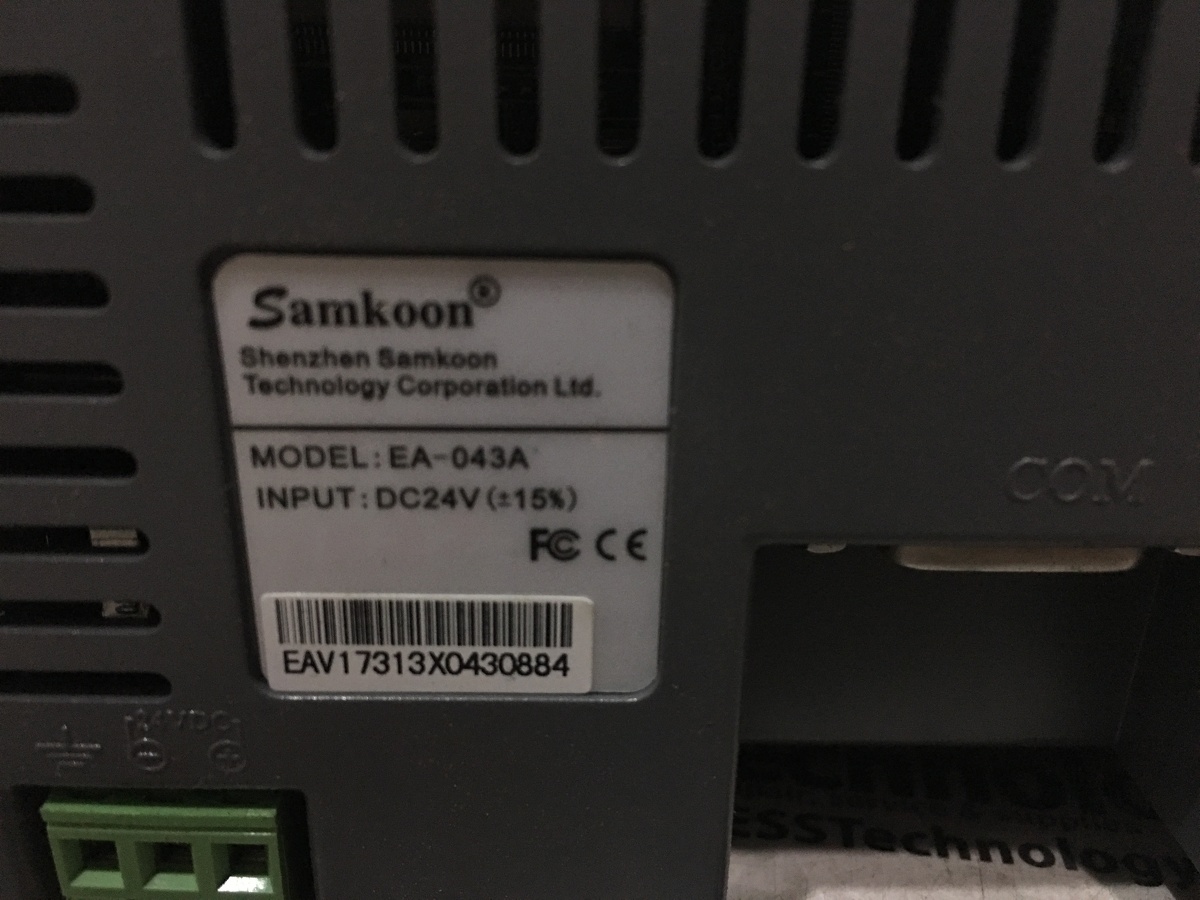 Samkoon®
Shenzhen Samkoon
Technology Corporation Ltd.
MODEL: EA-043A
INPUT: DC24V (±15%)
FC CE
EAV17313X0430884
COM
24VDC
ESSTechnology